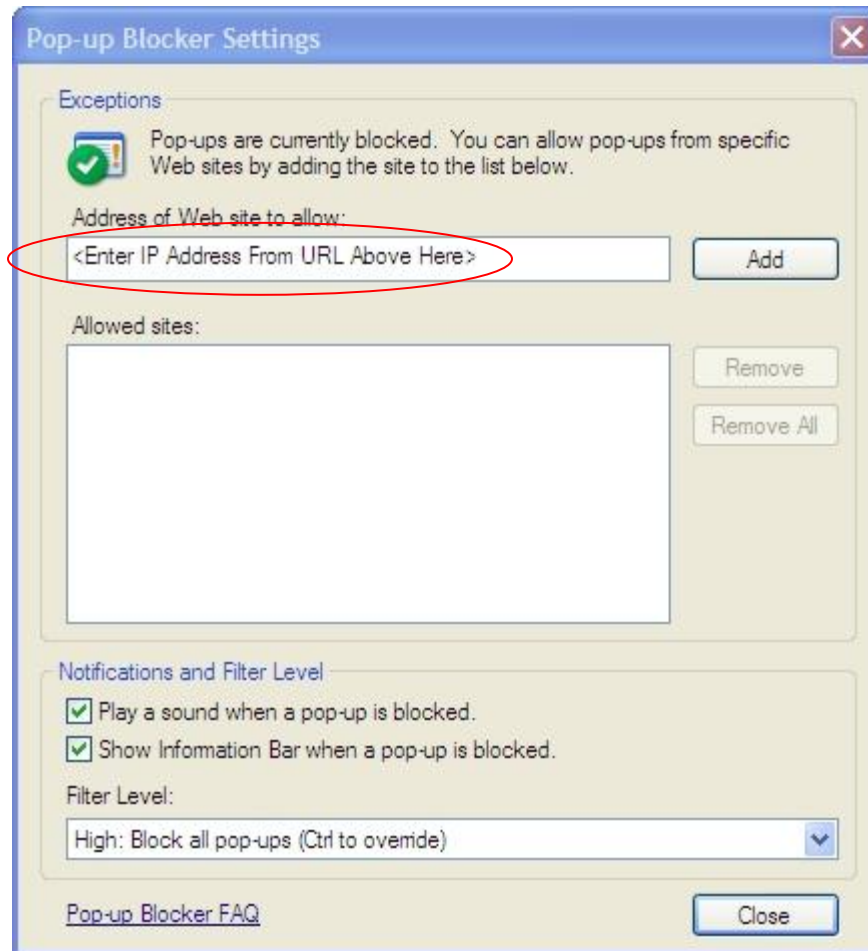 Pop-up Blocker Settings
Exceptions
Pop-ups are currently blocked. You can allow pop-ups from specific
Web sites by adding the site to the list below.
Address of Web site to allow:
<Enter IP Address From URL Above Here>
Add
Allowed sites:
Remove
Remove All
Notifications and Filter Level
Play a sound when a pop-up is blocked.
Show Information Bar when a pop-up is blocked.
Filter Level:
High: Block all pop-ups (Ctrl to override)
Pop-up Blocker FAQ
Close